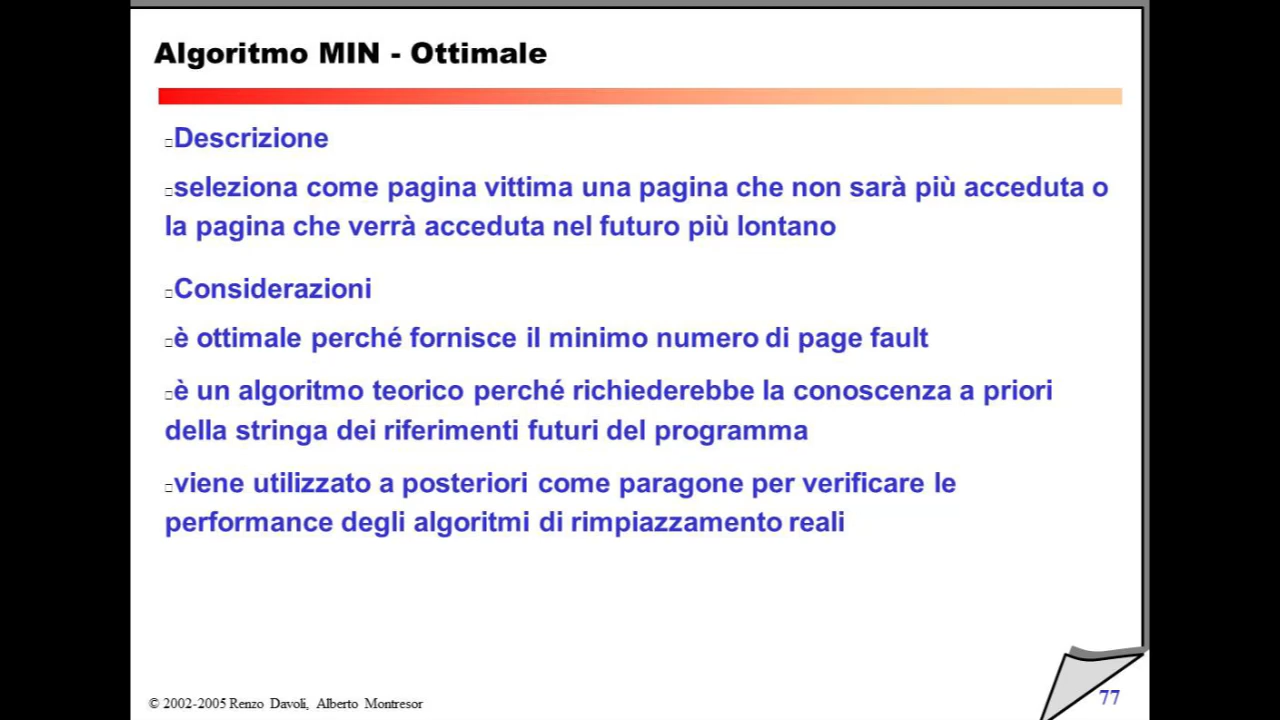 Algoritmo MIN - Ottimale
Descrizione
seleziona come pagina vittima una pagina che non sarà più acceduta o
la pagina che verrà acceduta nel futuro più lontano
Considerazioni
è ottimale perché fornisce il minimo numero di page fault
è un algoritmo teorico perché richiederebbe la conoscenza a priori
della stringa dei riferimenti futuri del programma
viene utilizzato a posteriori come paragone per verificare le
performance degli algoritmi di rimpiazzamento reali
© 2002-2005 Renzo Davoli, Alberto Montresor
77